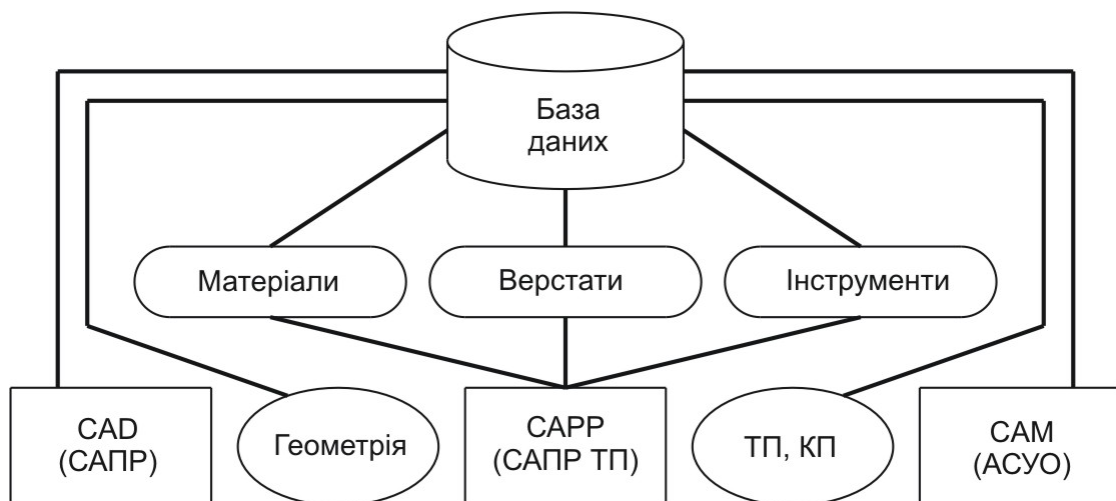 База
даних
Матеріали
Верстати
Інструменти
CAD
(САПР)
Геометрія
CAPP
(САПР ТП)
ТП, КП
CAM
(АСУО)